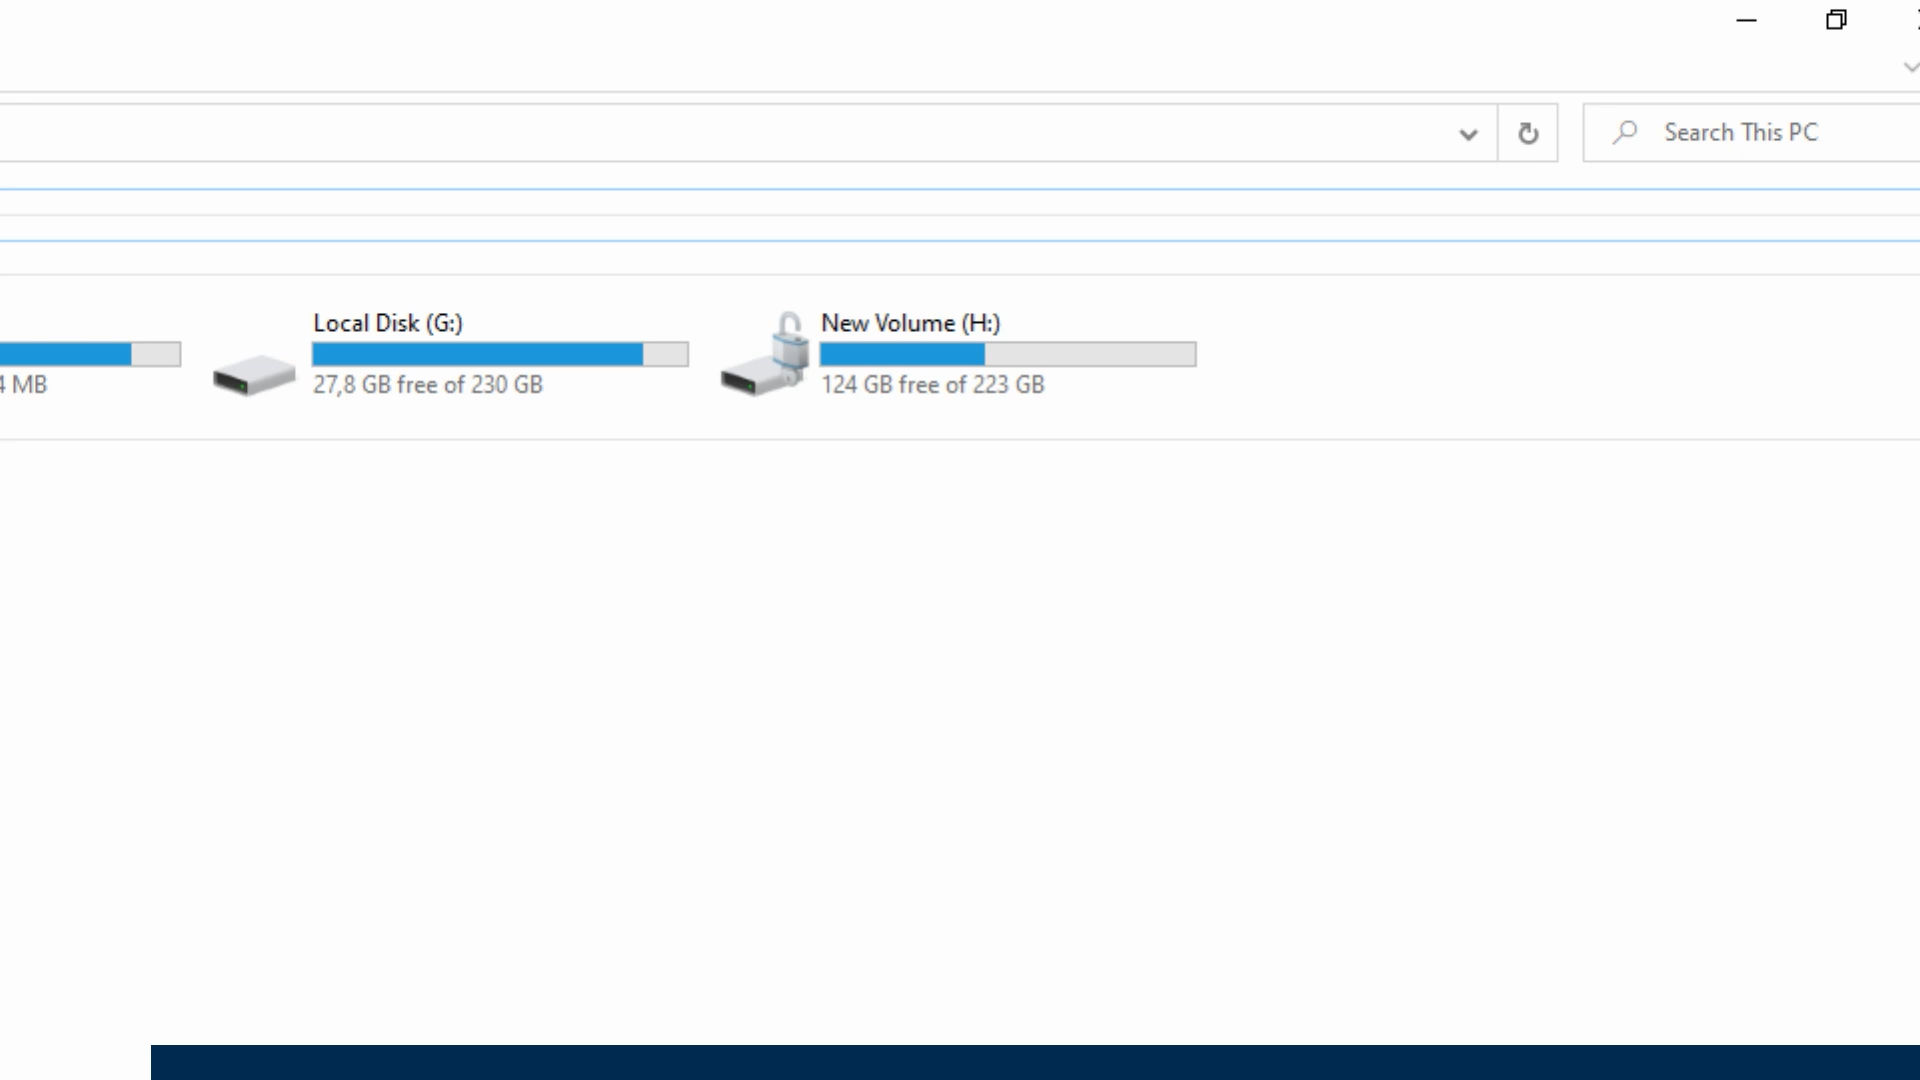 Search This PC
Local Disk (G:)
New Volume (H:)
4 MB
27,8 GB free of 230 GB
124 GB free of 223 GB